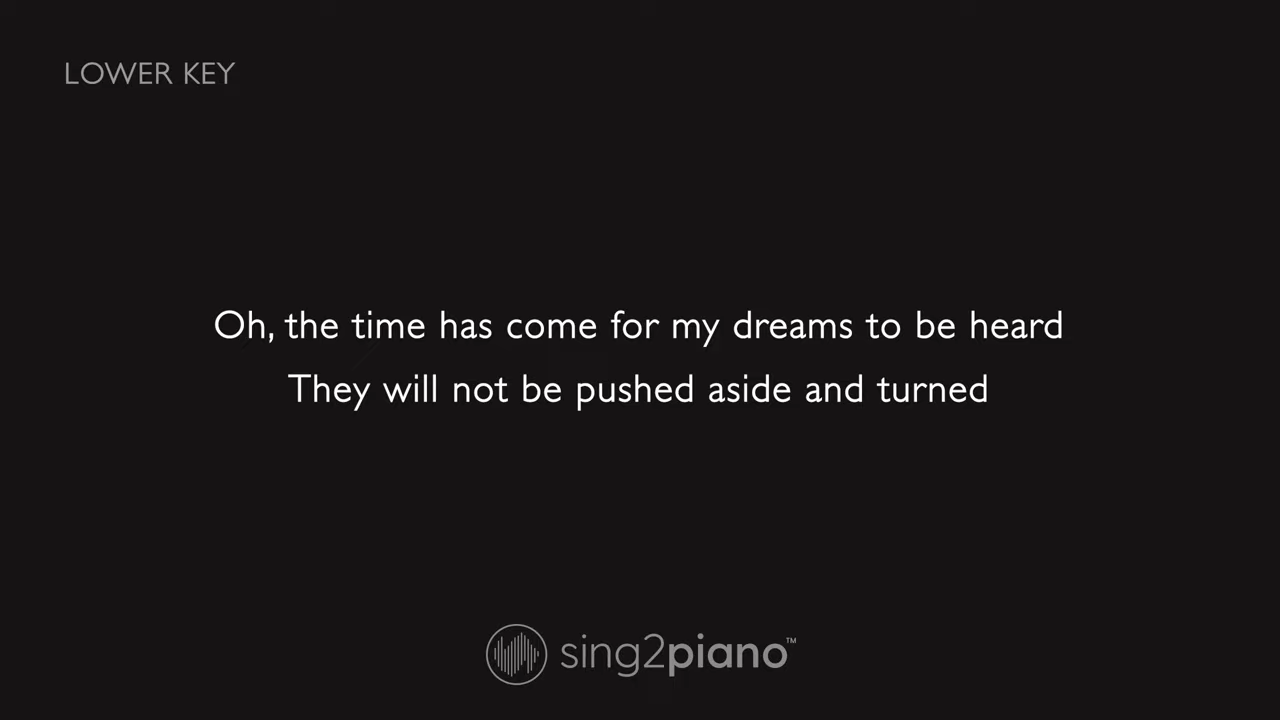 LOWER KEY
Oh, the time has come for my dreams to be heard
They will not be pushed aside and turned
sing2piano™